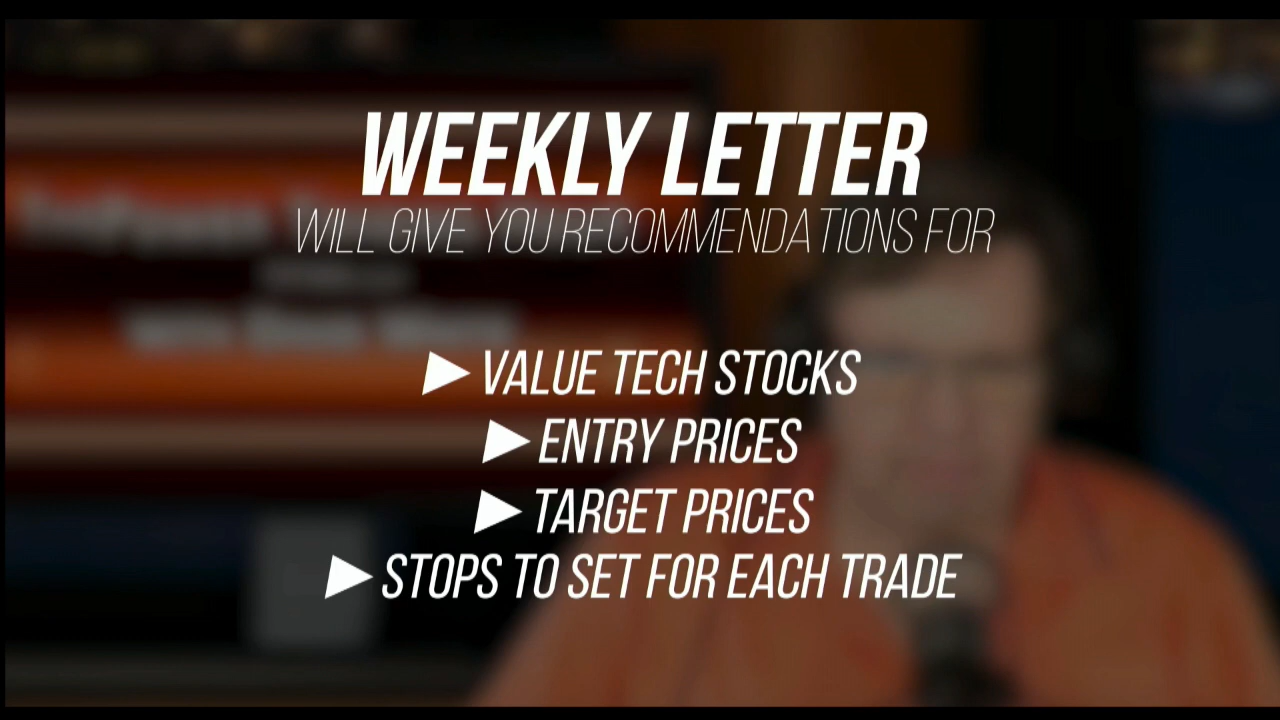 WEEKLY LETTER
WILL GIVE YOU RECOMMENDATIONS FOR
▶ VALUE TECH STOCKS
▶ ENTRY PRICES
▶ TARGET PRICES
▶ STOPS TO SET FOR EACH TRADE